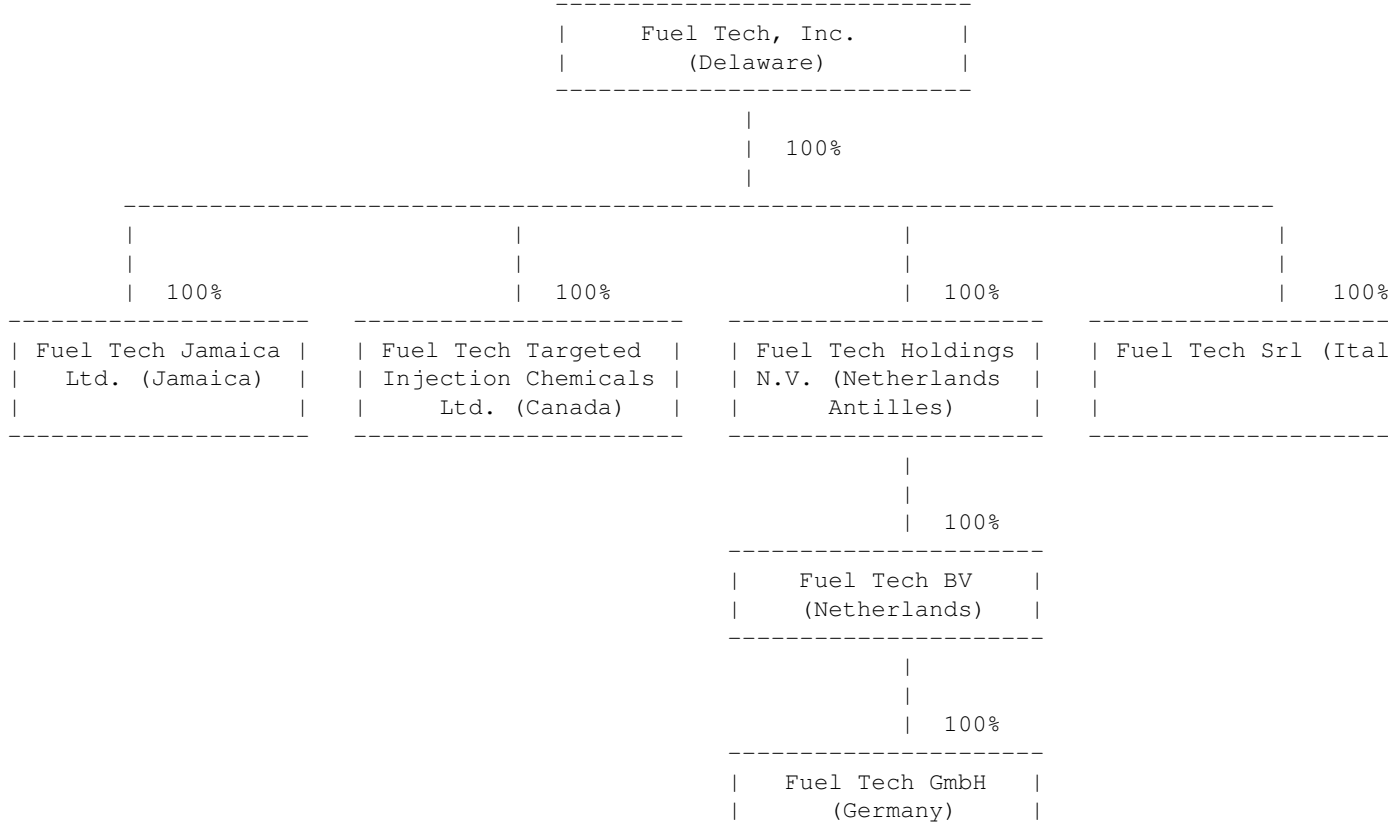 Fuel Tech, Inc.
(Delaware)
100%
100% 100% 100% 100%
Fuel Tech Jamaica Ltd. (Jamaica)
Fuel Tech Targeted Injection Chemicals Ltd. (Canada)
Fuel Tech Holdings N.V. (Netherlands Antilles)
Fuel Tech Srl (Ital
100%
Fuel Tech BV
(Netherlands)
100%
Fuel Tech GmbH
(Germany)